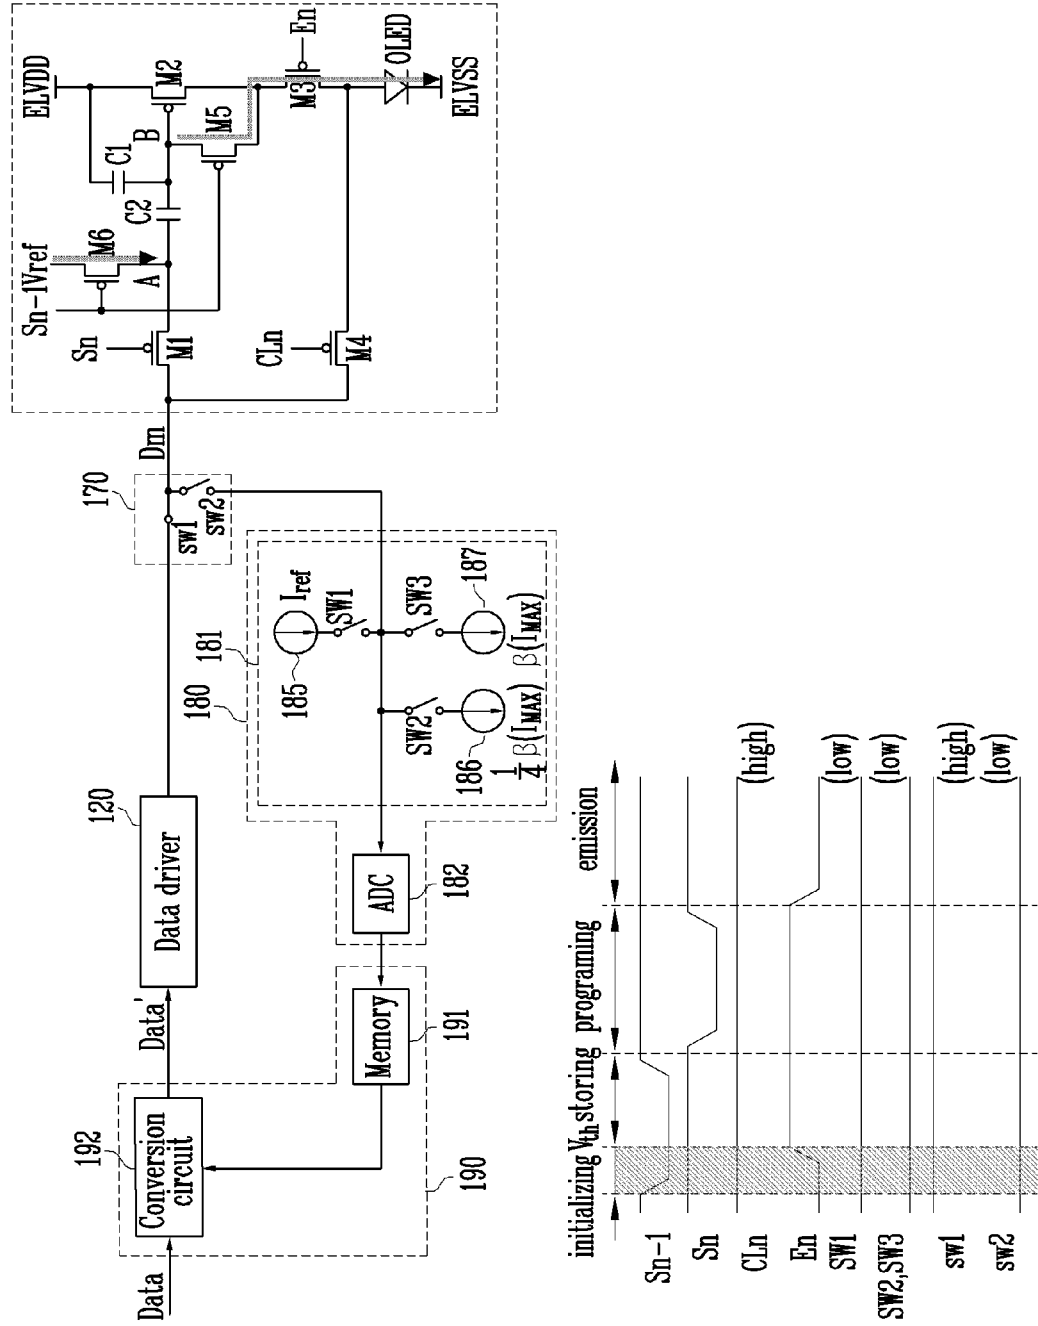 Data
Conversion
circuit
192
Data'
Data driver
120
Memory
191
190
ADC
182
180
181
185
Iref
SW1
SW2
SW3
186
187
1/4 β(IMAX)
β(IMAX)
170
sw1
sw2
Dm
Sn
M1
CLn
M4
Sn-1
Vref
M6
A
C2
C1
B
M5
ELVDD
M2
M3
En
OLED
ELVSS
initializing
Vth storing
programing
emission
Sn-1
Sn
CLn (high)
En
SW1 (low)
SW2,SW3 (low)
sw1 (high)
sw2 (low)